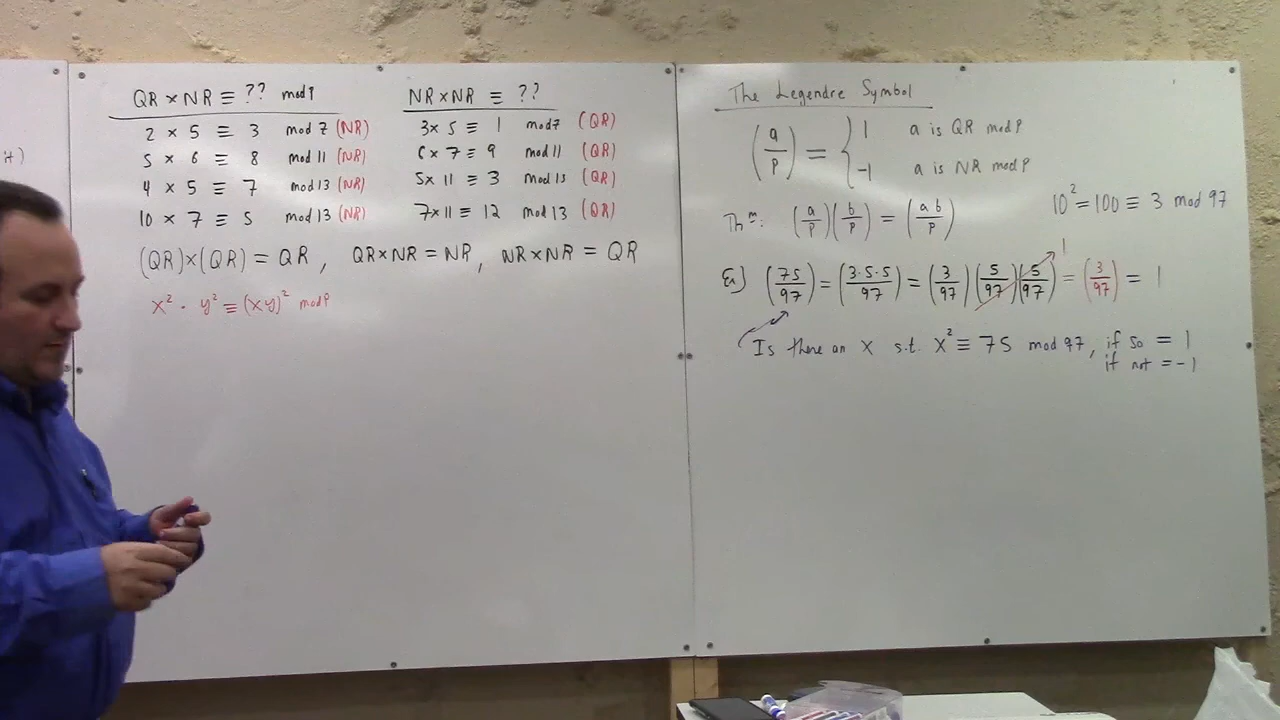 H)
QR × NR ≡ ?? mod p
2 × 5 ≡ 3 mod 7 (NR)
5 × 6 ≡ 8 mod 11 (NR)
4 × 5 ≡ 7 mod 13 (NR)
10 × 7 ≡ 5 mod 13 (NR)
NR × NR ≡ ??
3 × 5 ≡ 1 mod 7 (QR)
6 × 7 ≡ 9 mod 11 (QR)
5 × 11 ≡ 3 mod 13 (QR)
7 × 11 ≡ 12 mod 13 (QR)
(QR)×(QR) = QR, QR×NR = NR, NR×NR = QR
x² · y² ≡ (xy)² mod p
The Legendre Symbol
(a/p) = { 1 a is QR mod p
-1 a is NR mod p
Thᵐ: (a/p)(b/p) = (ab/p)
10² = 100 ≡ 3 mod 97
Ex) (75/97) = (3·5·5/97) = (3/97)(5/97)(5/97) = (3/97) = 1
1
Is there an x s.t. x² ≡ 75 mod 97, if so = 1
if not = -1